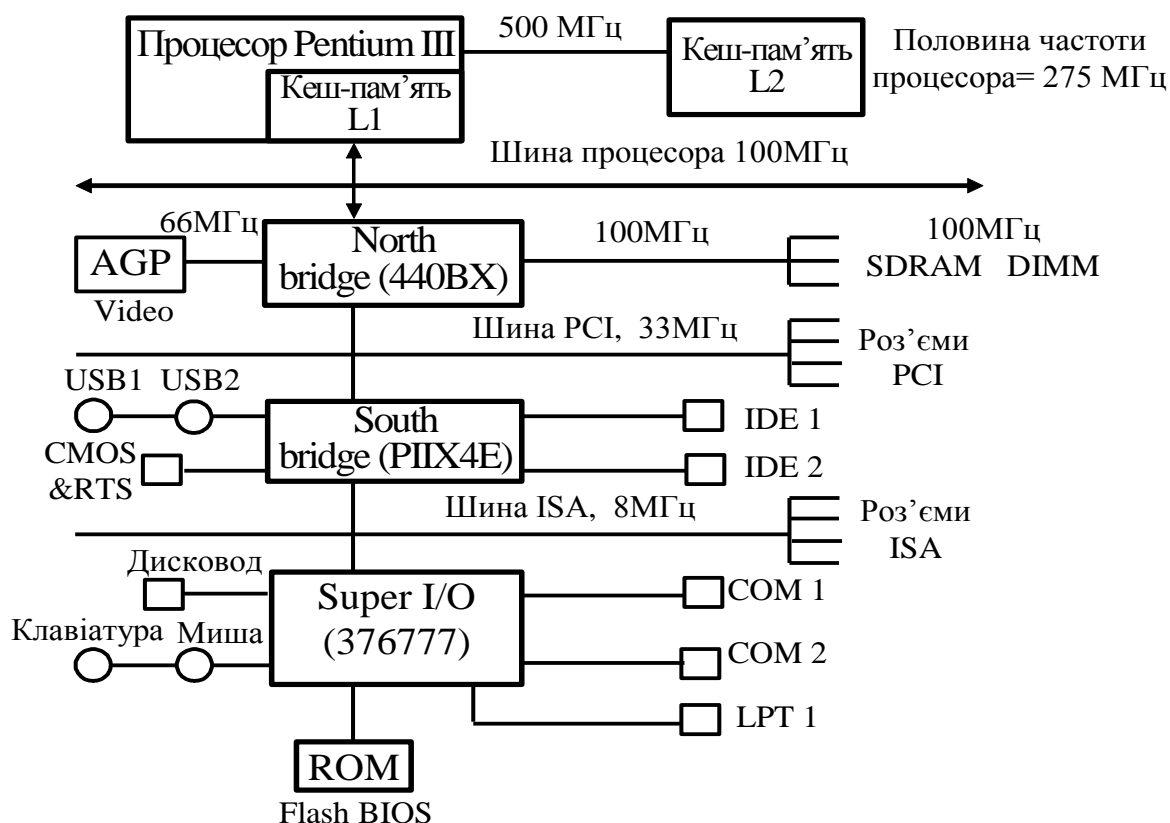 Процесор Pentium III
500 МГц
Кеш-пам’ять
L2
Половина частоти
процесора= 275 МГц
Кеш-пам’ять
L1
Шина процесора 100МГц
66МГц
AGP
Video
North
bridge (440BX)
100МГц
100МГц
SDRAM DIMM
Шина PCI, 33МГц
Роз’єми
PCI
USB1 USB2
CMOS
&RTS
South
bridge (PIIX4E)
IDE 1
IDE 2
Шина ISA, 8МГц
Роз’єми
ISA
Дисковод
Клавіатура Миша
Super I/O
(376777)
COM 1
COM 2
LPT 1
ROM
Flash BIOS